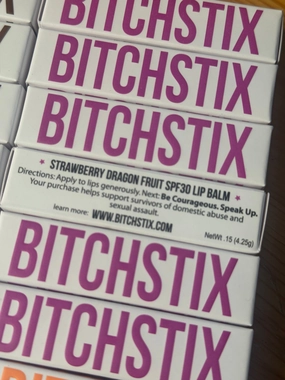 BITCHSTIX
BITCHSTIX
BITCHSTIX
* STRAWBERRY DRAGON FRUIT SPF30 LIP BALM *
Directions: Apply to lips generously. Next: Be Courageous. Speak Up.
Your purchase helps support survivors of domestic abuse and
sexual assault.
learn more: WWW.BITCHSTIX.COM
NetWt .15 (4.25g)
BITCHSTIX
BITCHSTIX